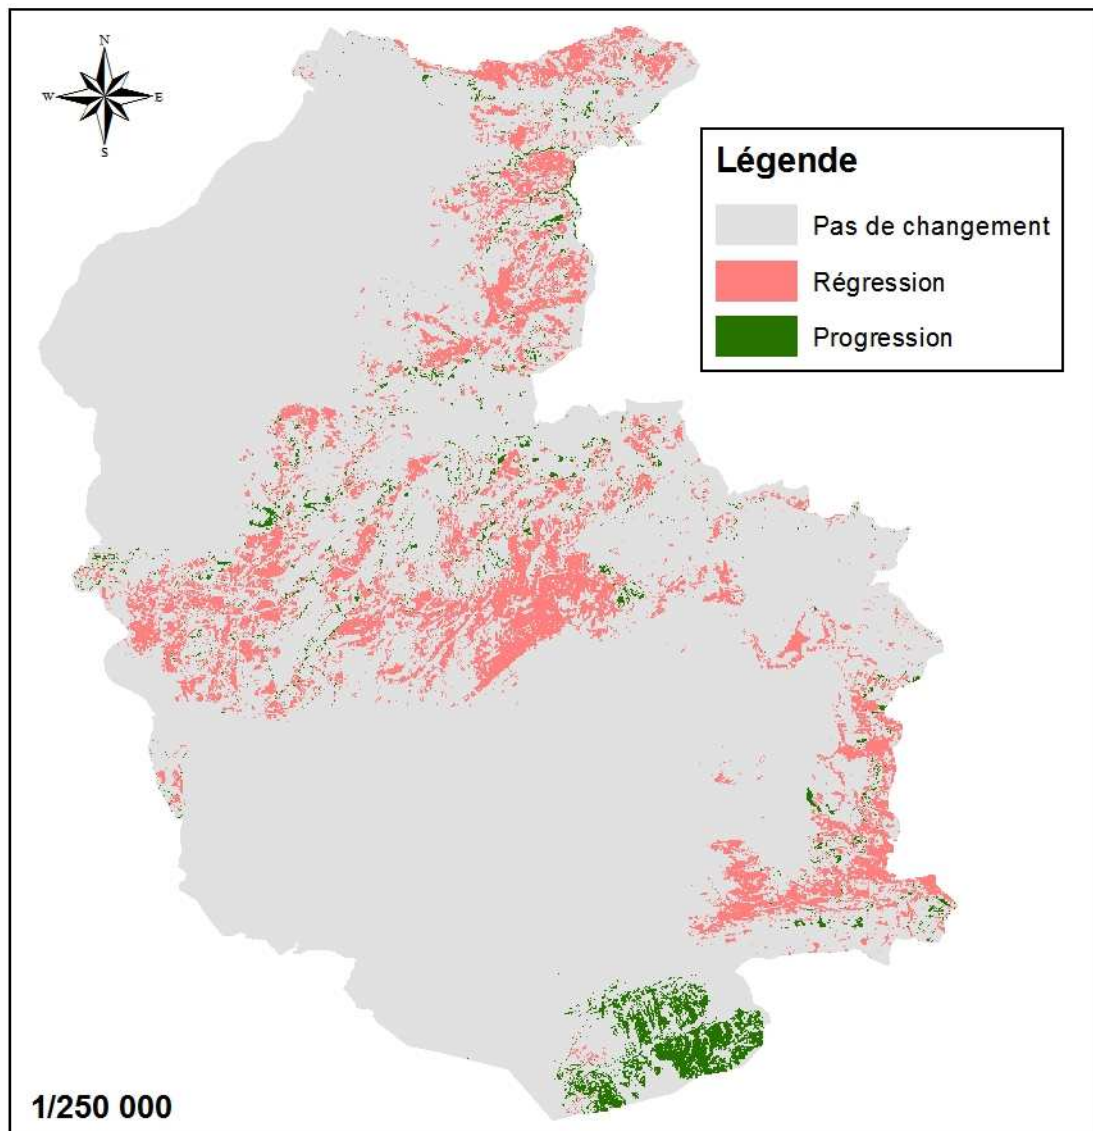 N
W
E
S
Légende
Pas de changement
Régression
Progression
1/250 000